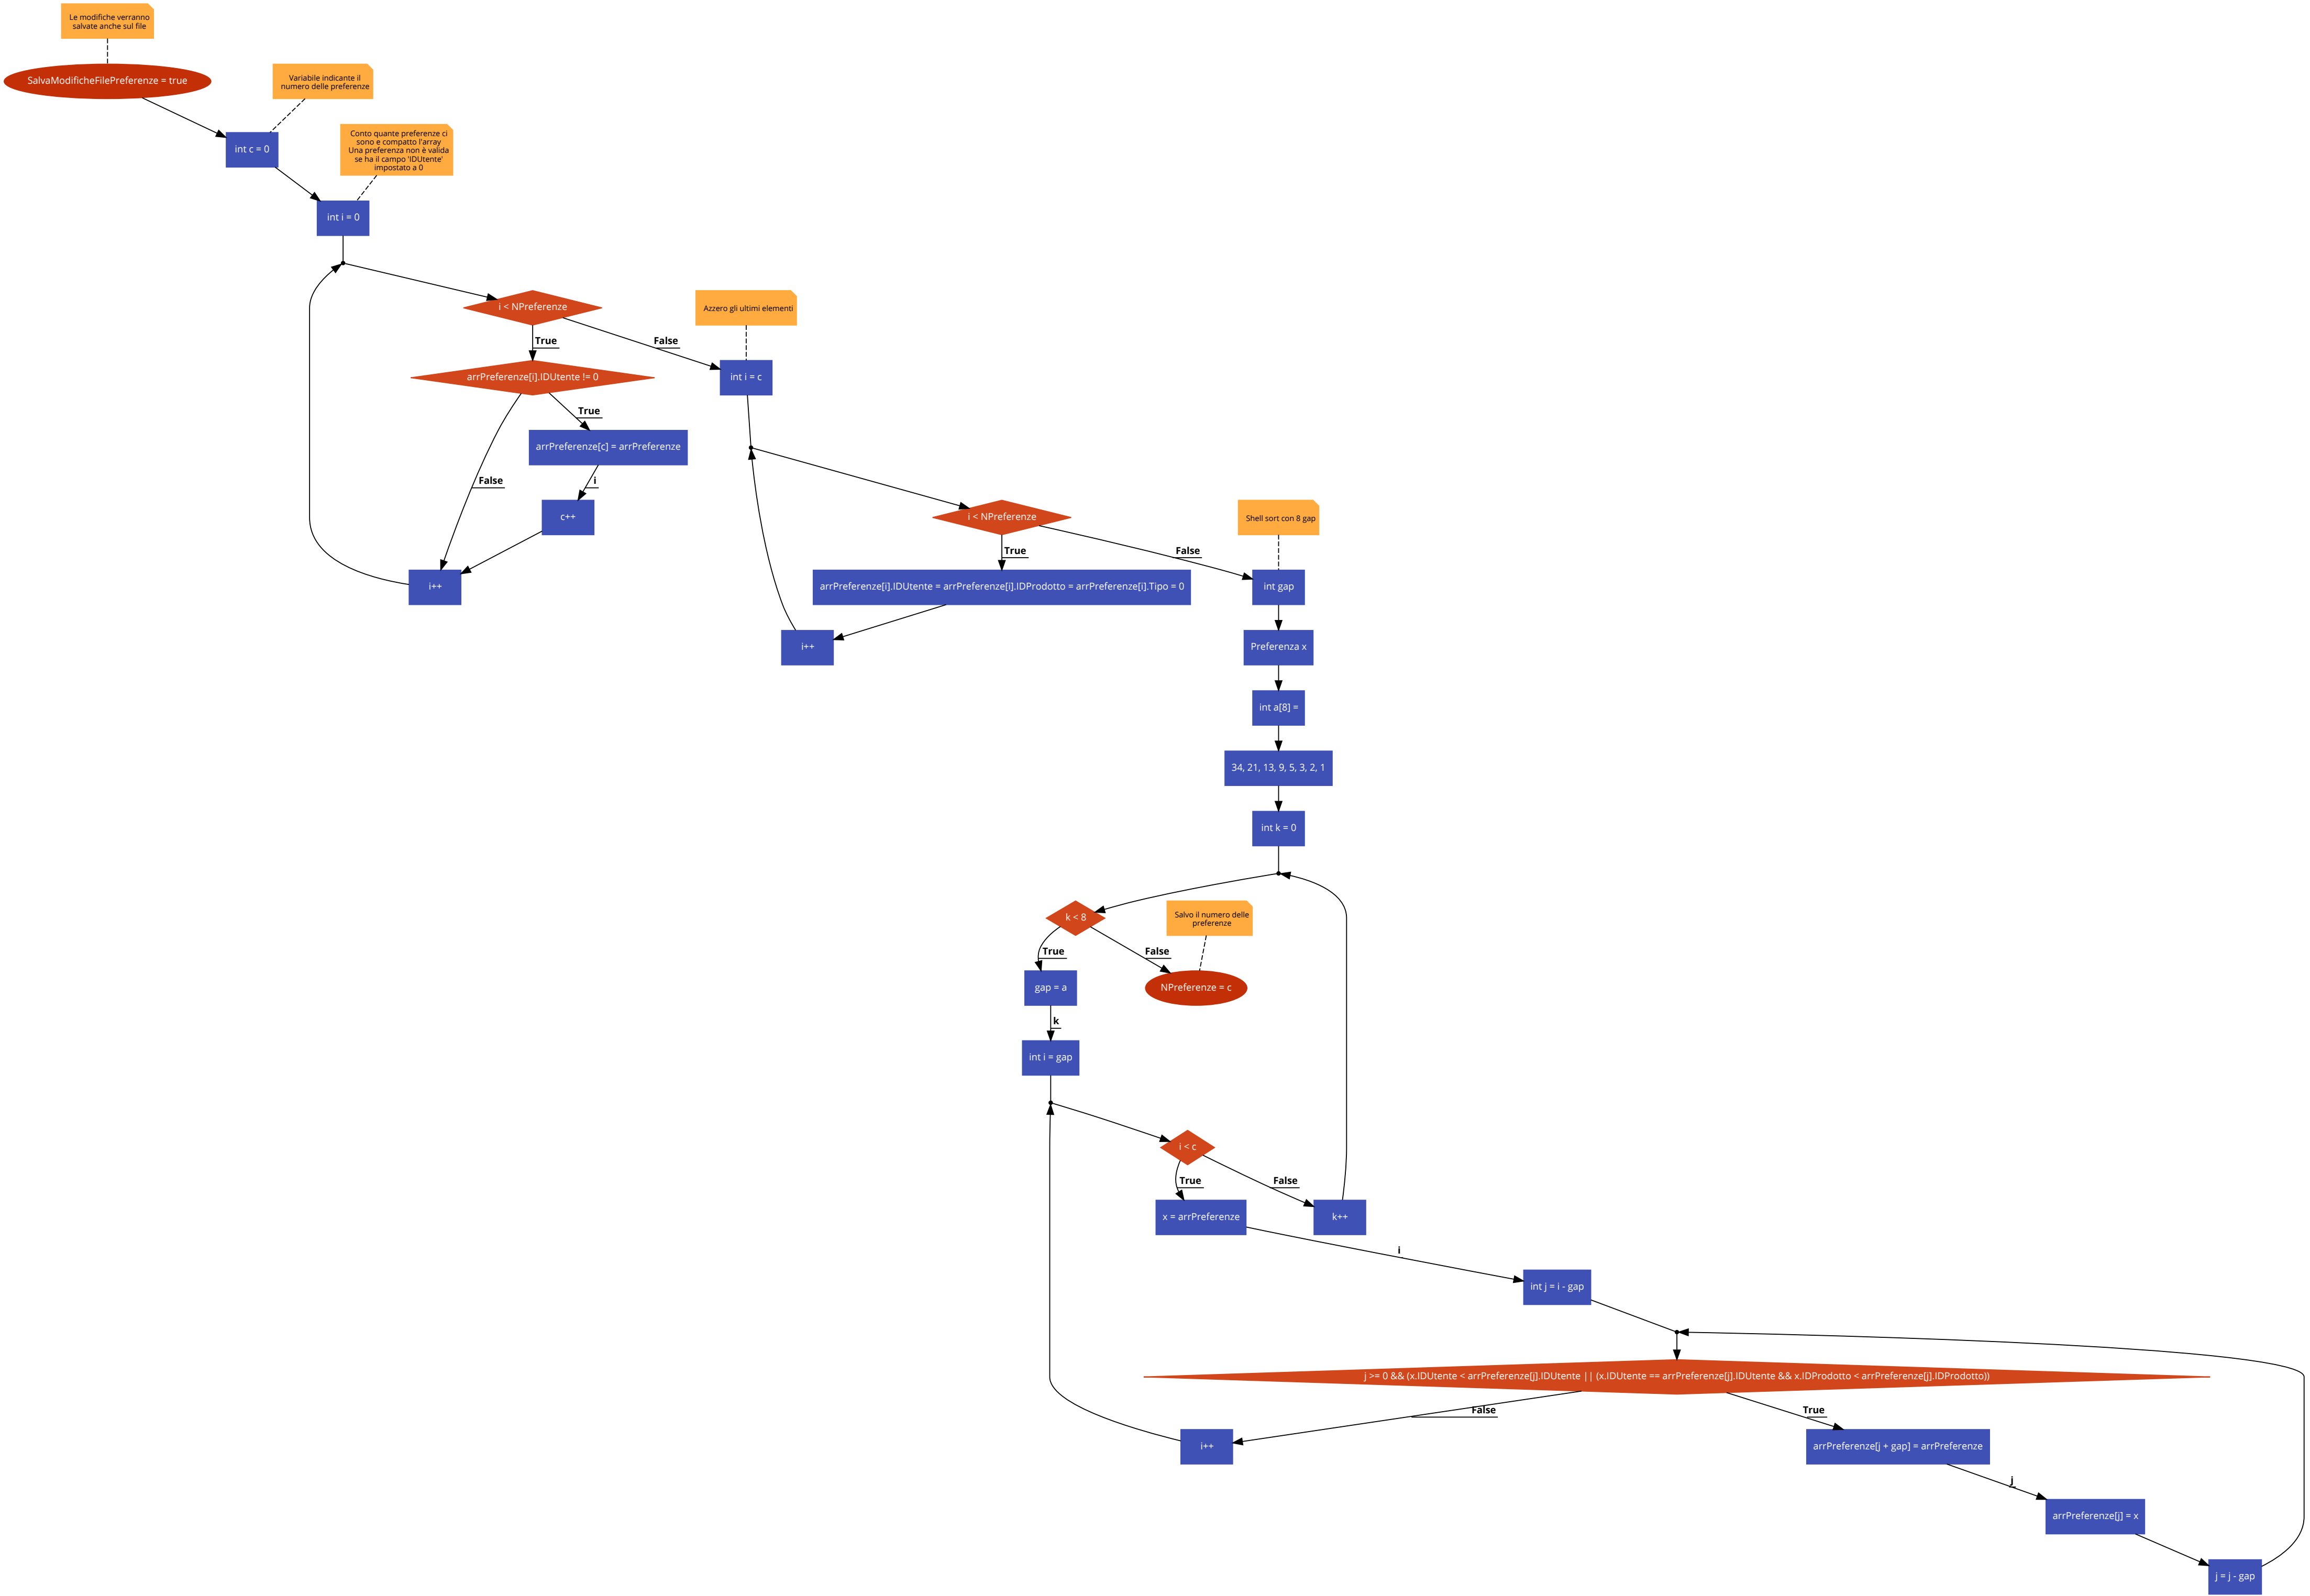 Le modifiche verranno
salvate anche sul file
SalvaModificheFilePreferenze = true
Variabile indicante il
numero delle preferenze
int c = 0
Conto quante preferenze ci
sono e compatto l'array
Una preferenza non è valida
se ha il campo 'IDUtente'
impostato a 0
int i = 0
i < NPreferenze
True
False
arrPreferenze[i].IDUtente != 0
True
False
arrPreferenze[c] = arrPreferenze
i
c++
i++
Azzero gli ultimi elementi
int i = c
i < NPreferenze
True
False
arrPreferenze[i].IDUtente = arrPreferenze[i].IDProdotto = arrPreferenze[i].Tipo = 0
i++
Shell sort con 8 gap
int gap
Preferenza x
int a[8] =
34, 21, 13, 9, 5, 3, 2, 1
int k = 0
k < 8
True
False
Salvo il numero delle
preferenze
NPreferenze = c
gap = a
k
int i = gap
i < c
True
False
x = arrPreferenze
k++
i
int j = i - gap
j >= 0 && (x.IDUtente < arrPreferenze[j].IDUtente || (x.IDUtente == arrPreferenze[j].IDUtente && x.IDProdotto < arrPreferenze[j].IDProdotto))
False
True
i++
arrPreferenze[j + gap] = arrPreferenze
j
arrPreferenze[j] = x
j = j - gap